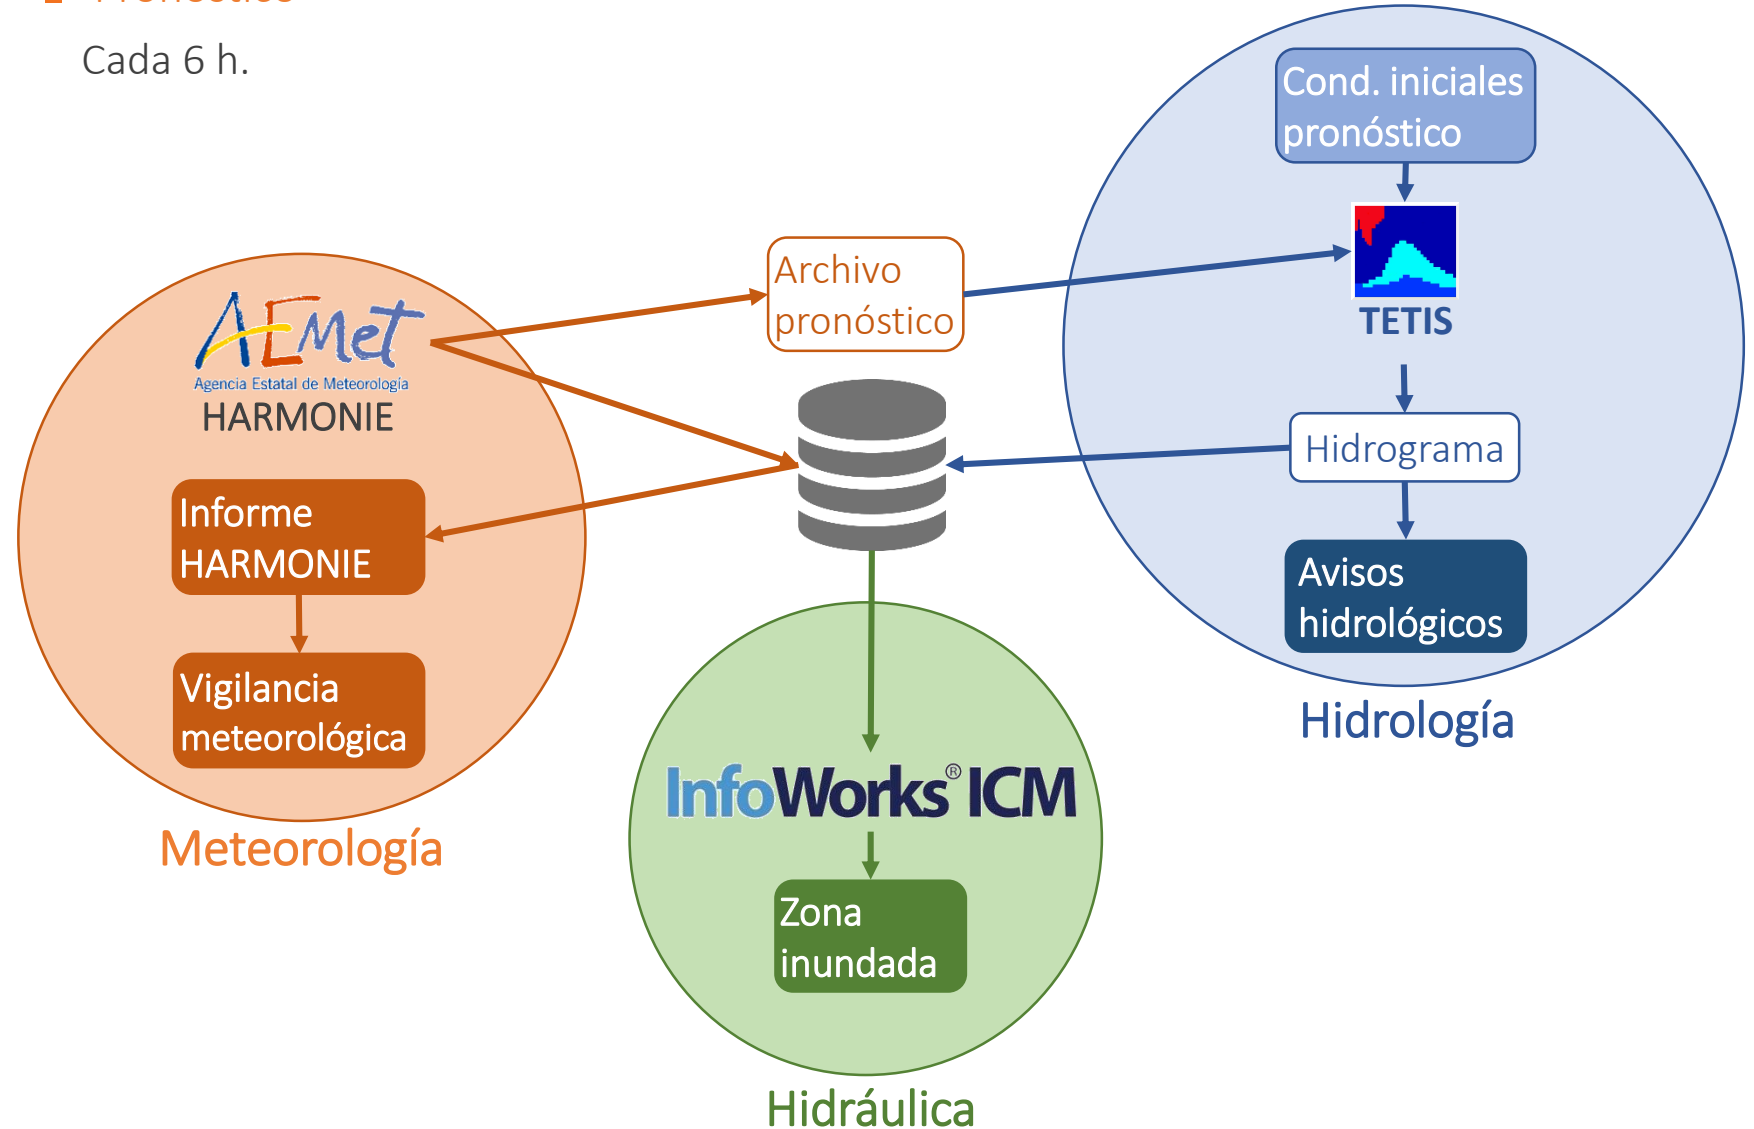 Pronóstico
Cada 6 h.
Cond. iniciales
pronóstico
TETIS
Archivo
pronóstico
AEMet
Agencia Estatal de Meteorología
HARMONIE
Hidrograma
Informe
HARMONIE
Avisos
hidrológicos
Vigilancia
meteorológica
Hidrología
InfoWorks® ICM
Meteorología
Zona
inundada
Hidráulica